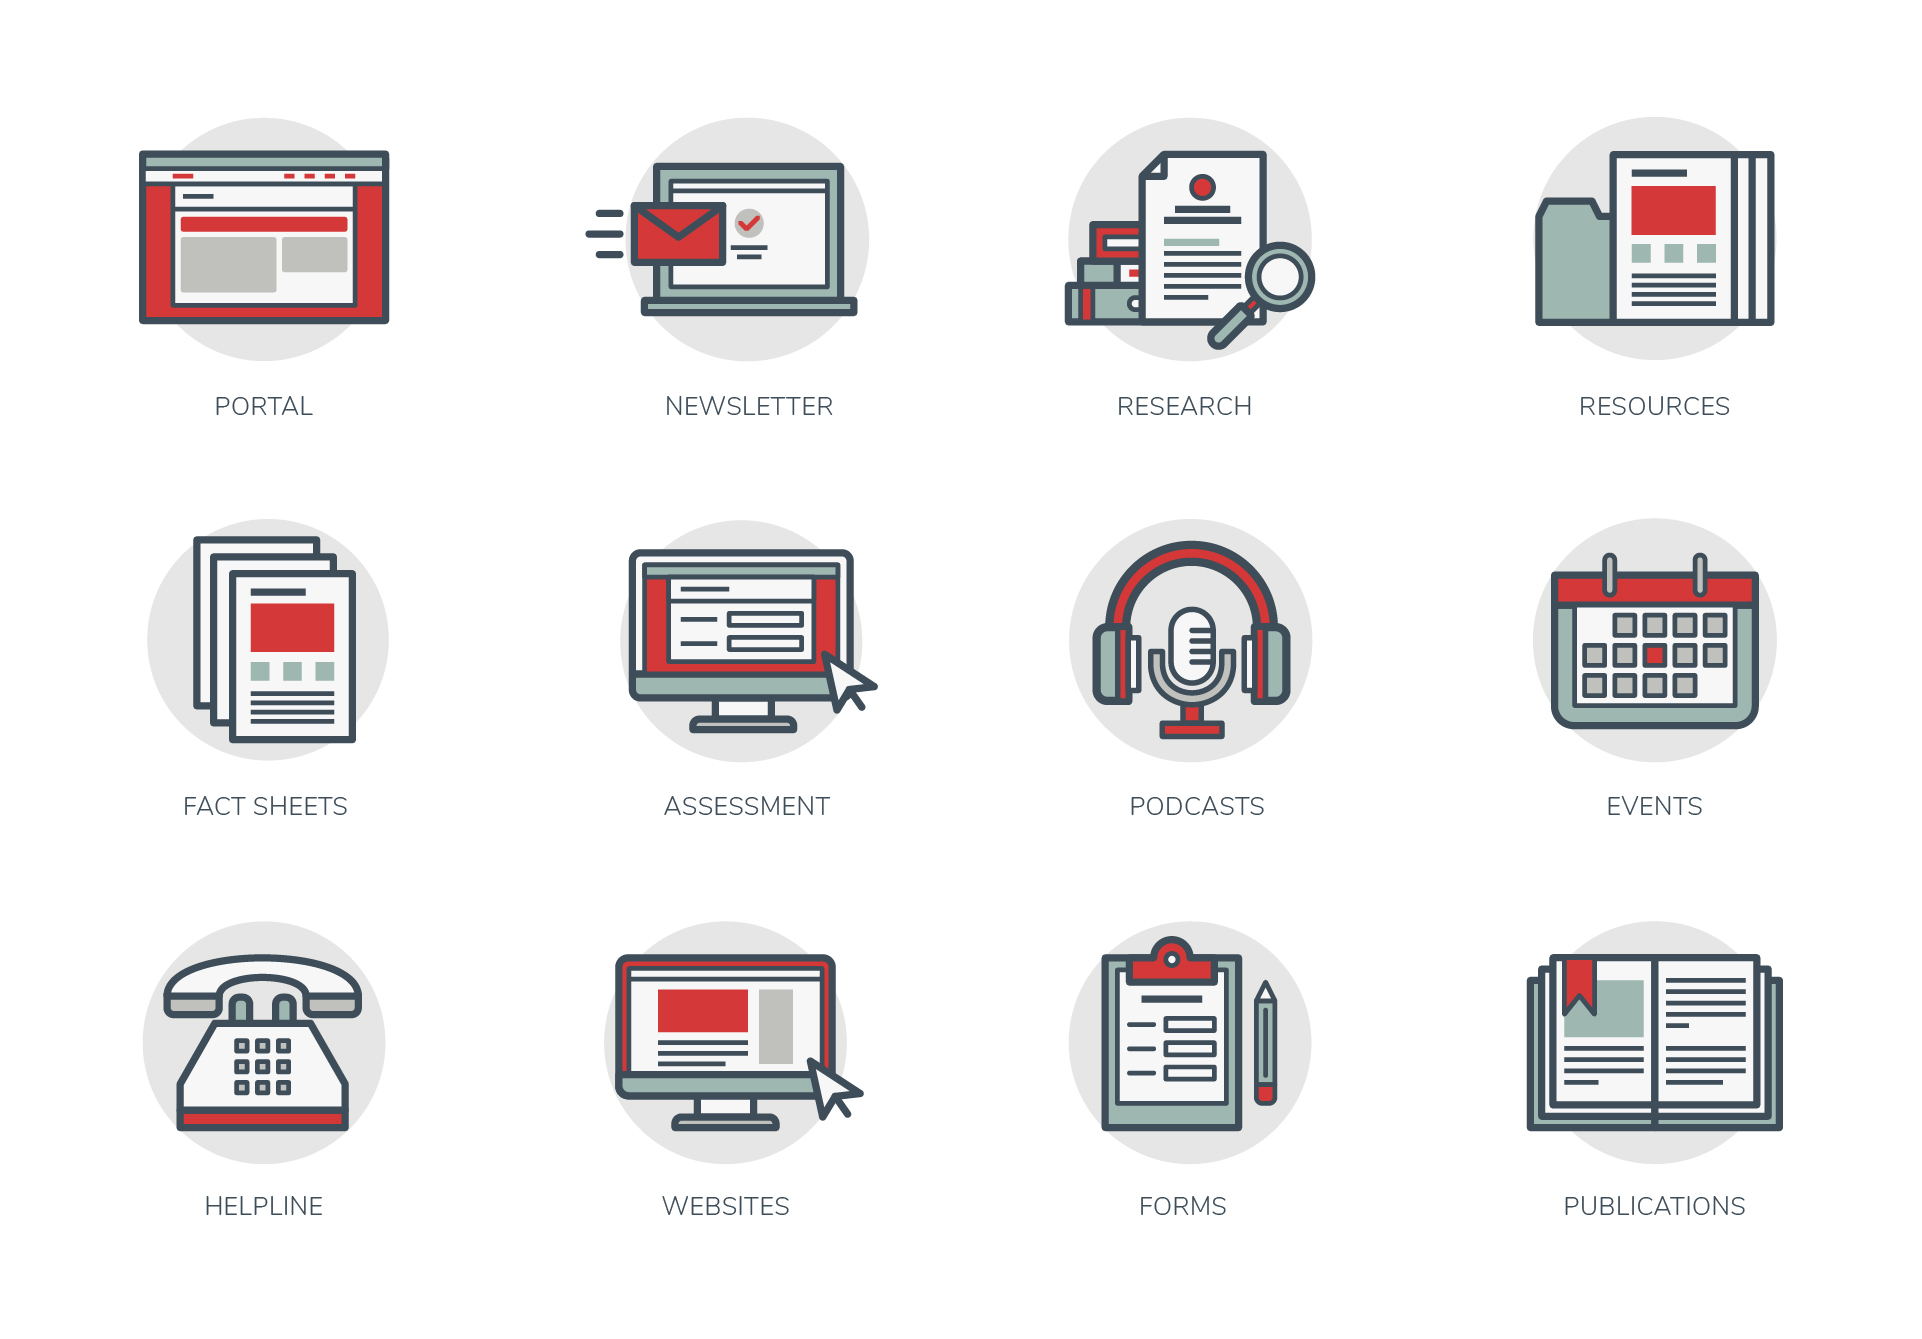 PORTAL
NEWSLETTER
RESEARCH
RESOURCES
FACT SHEETS
ASSESSMENT
PODCASTS
EVENTS
HELPLINE
WEBSITES
FORMS
PUBLICATIONS